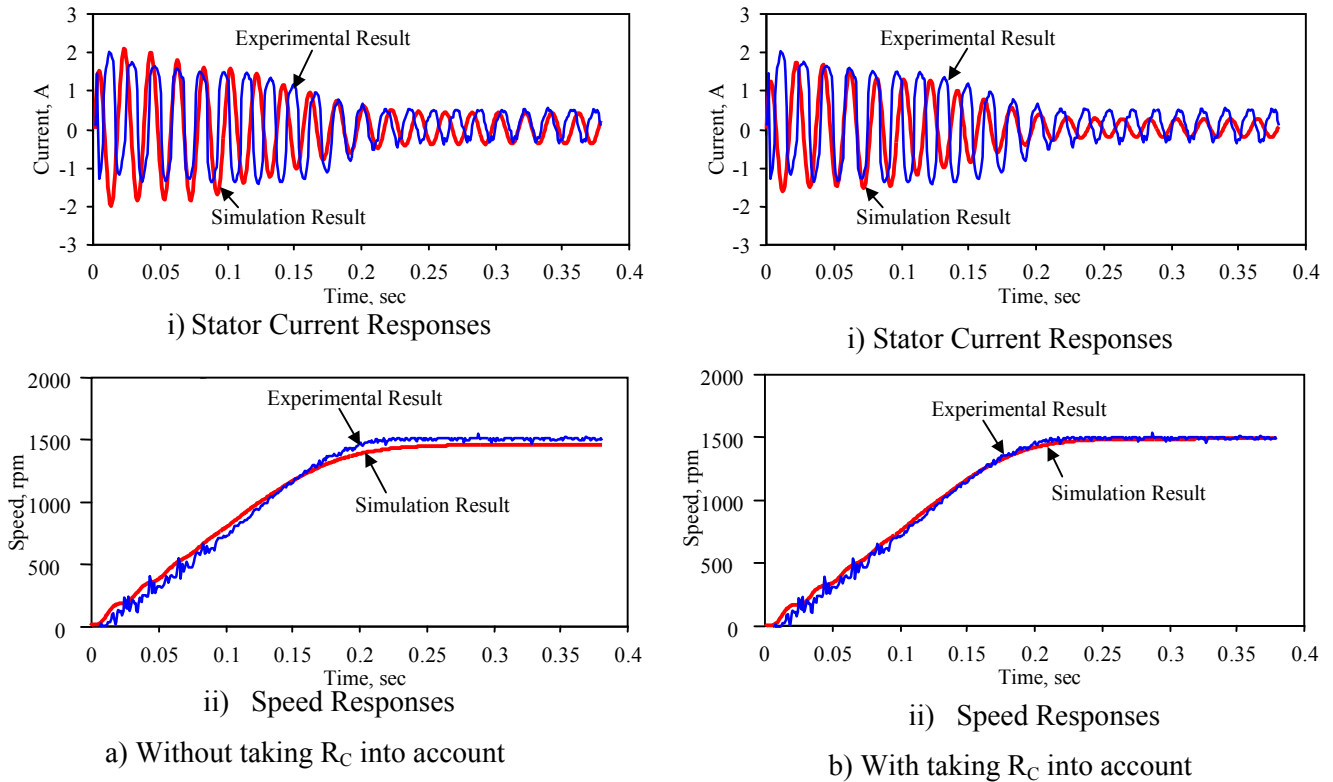 3
2
1
0
-1
-2
-3
Current, A
Experimental Result
Simulation Result
0 0.05 0.1 0.15 0.2 0.25 0.3 0.35 0.4
Time, sec
i) Stator Current Responses
2000
1500
1000
500
0
Speed, rpm
Experimental Result
Simulation Result
0 0.05 0.1 0.15 0.2 0.25 0.3 0.35 0.4
Time, sec
ii) Speed Responses
a) Without taking RC into account
3
2
1
0
-1
-2
-3
Current, A
Experimental Result
Simulation Result
0 0.05 0.1 0.15 0.2 0.25 0.3 0.35 0.4
Time, sec
i) Stator Current Responses
2000
1500
1000
500
0
Speed, rpm
Experimental Result
Simulation Result
0 0.05 0.1 0.15 0.2 0.25 0.3 0.35 0.4
Time, sec
ii) Speed Responses
b) With taking RC into account